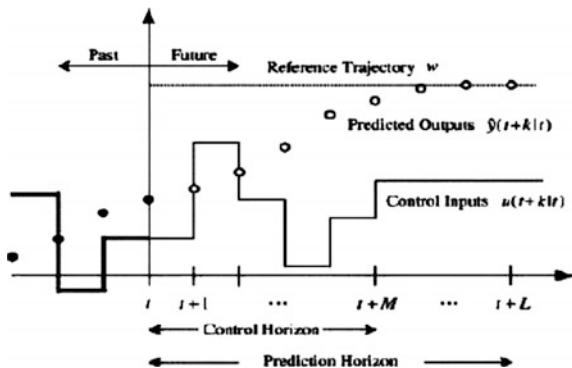 Past Future
Reference Trajectory w
Predicted Outputs ŷ(t+k|t)
Control Inputs u(t+k|t)
t t+1 ... t+M ... t+L
Control Horizon
Prediction Horizon